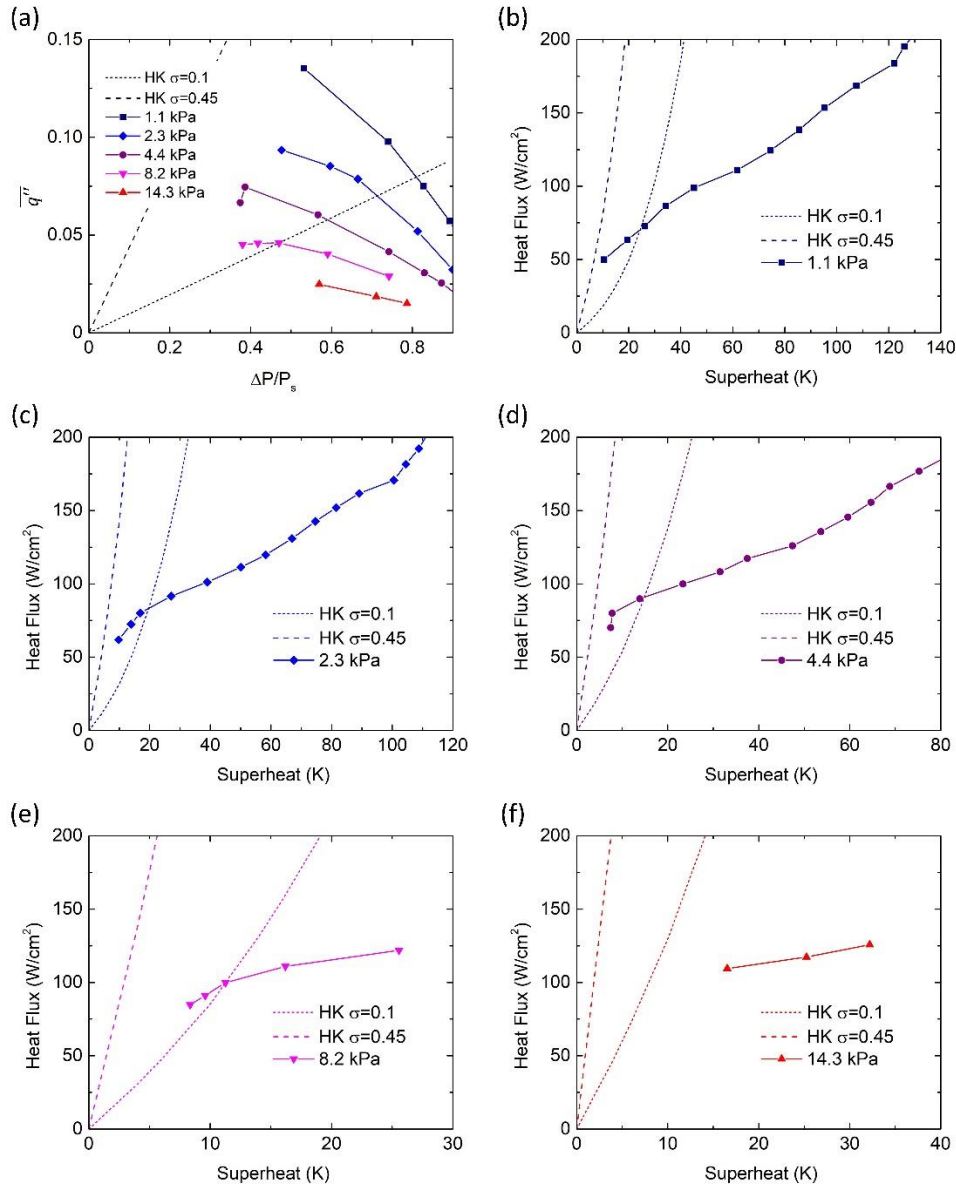 (a)
0.15
0.10
0.05
0
0 0.2 0.4 0.6 0.8
q''
ΔP/Ps
HK σ=0.1
HK σ=0.45
1.1 kPa
2.3 kPa
4.4 kPa
8.2 kPa
14.3 kPa
(b)
200
150
100
50
0
0 20 40 60 80 100 120 140
Heat Flux (W/cm²)
Superheat (K)
HK σ=0.1
HK σ=0.45
1.1 kPa
(c)
200
150
100
50
0
0 20 40 60 80 100 120
Heat Flux (W/cm²)
Superheat (K)
HK σ=0.1
HK σ=0.45
2.3 kPa
(d)
200
150
100
50
0
0 20 40 60 80
Heat Flux (W/cm²)
Superheat (K)
HK σ=0.1
HK σ=0.45
4.4 kPa
(e)
200
150
100
50
0
0 10 20 30
Heat Flux (W/cm²)
Superheat (K)
HK σ=0.1
HK σ=0.45
8.2 kPa
(f)
200
150
100
50
0
0 10 20 30 40
Heat Flux (W/cm²)
Superheat (K)
HK σ=0.1
HK σ=0.45
14.3 kPa